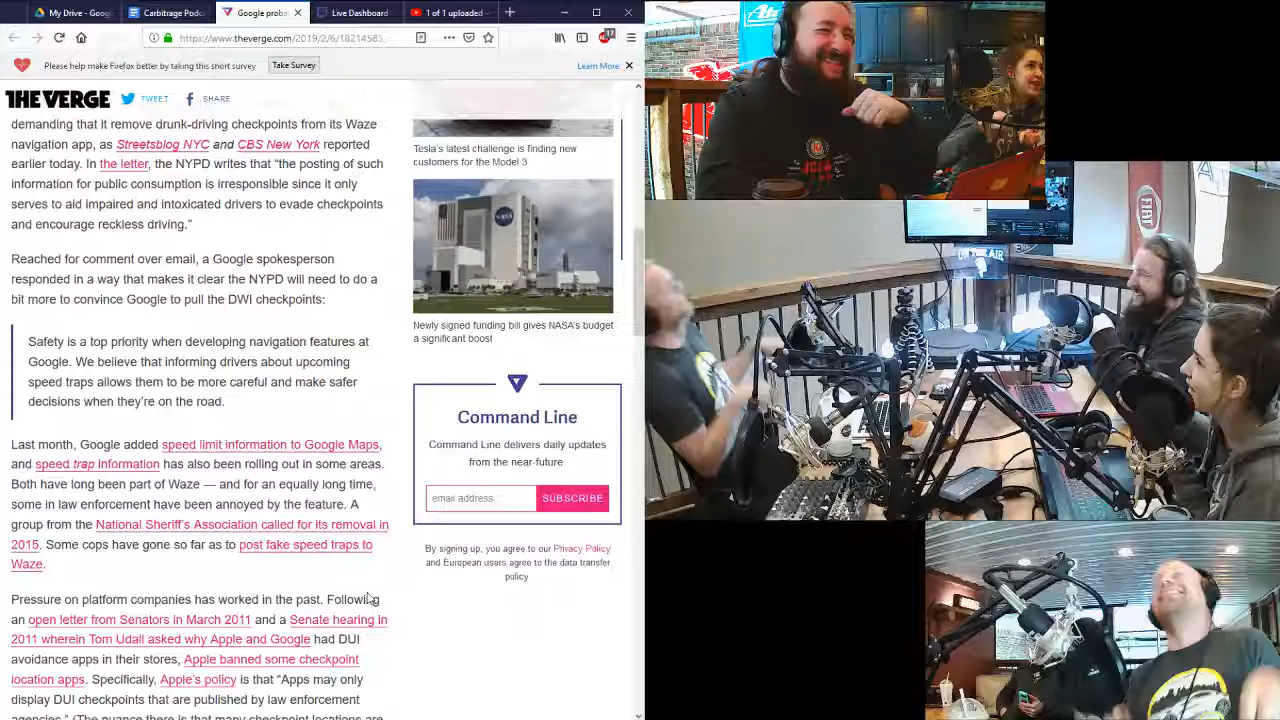 My Drive - Goog
Carbitrage Podc
Google proba
Live Dashboard
1 of 1 uploaded
https://www.theverge.com/2019/2/6/18214585
17
Please help make Firefox better by taking this short survey
Take Survey
Learn More
THE VERGE
TWEET
SHARE
demanding that it remove drunk-driving checkpoints from its Waze
navigation app, as Streetsblog NYC and CBS New York reported
earlier today. In the letter, the NYPD writes that “the posting of such
information for public consumption is irresponsible since it only
serves to aid impaired and intoxicated drivers to evade checkpoints
and encourage reckless driving.”
Reached for comment over email, a Google spokesperson
responded in a way that makes it clear the NYPD will need to do a
bit more to convince Google to pull the DWI checkpoints:
Safety is a top priority when developing navigation features at
Google. We believe that informing drivers about upcoming
speed traps allows them to be more careful and make safer
decisions when they’re on the road.
Last month, Google added speed limit information to Google Maps,
and speed trap information has also been rolling out in some areas.
Both have long been part of Waze — and for an equally long time,
some in law enforcement have been annoyed by the feature. A
group from the National Sheriff’s Association called for its removal in
2015. Some cops have gone so far as to post fake speed traps to
Waze.
Pressure on platform companies has worked in the past. Following
an open letter from Senators in March 2011 and a Senate hearing in
2011 wherein Tom Udall asked why Apple and Google had DUI
avoidance apps in their stores, Apple banned some checkpoint
location apps. Specifically, Apple’s policy is that “Apps may only
display DUI checkpoints that are published by law enforcement
agencies.” (The nuance there is that many checkpoint locations are
Tesla’s latest challenge is finding new
customers for the Model 3
NASA
Newly signed funding bill gives NASA’s budget
a significant boost
Command Line
Command Line delivers daily updates
from the near-future
email address
SUBSCRIBE
By signing up, you agree to our Privacy Policy
and European users agree to the data transfer
policy